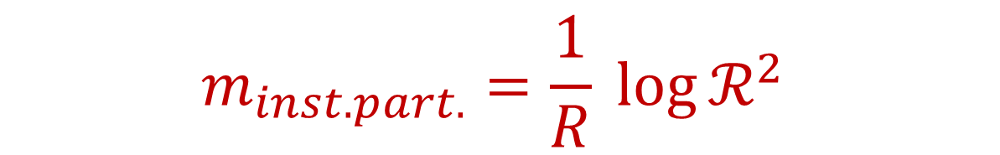 m_{inst.part.} = \frac{1}{R} \log \mathcal{R}^2